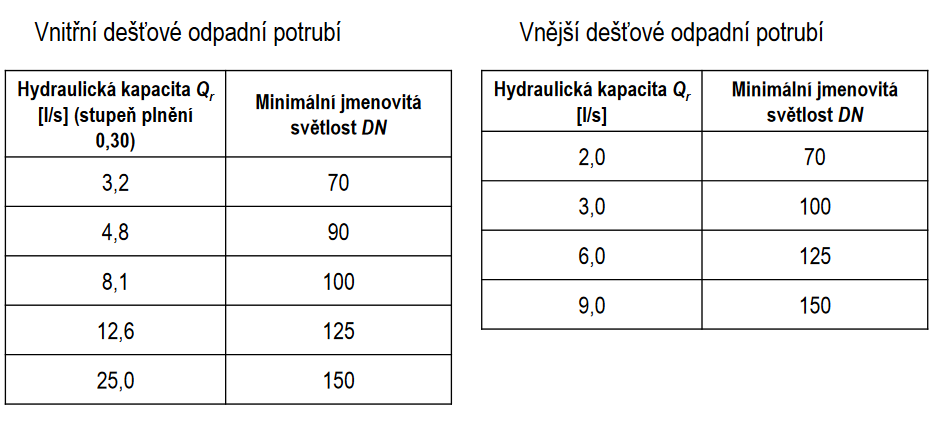 Vnitřní dešťové odpadní potrubí
Hydraulická kapacita Qr
[l/s] (stupeň plnění
0,30)
Minimální jmenovitá
světlost DN
3,2 70
4,8 90
8,1 100
12,6 125
25,0 150
Vnější dešťové odpadní potrubí
Hydraulická kapacita Qr
[l/s]
Minimální jmenovitá
světlost DN
2,0 70
3,0 100
6,0 125
9,0 150